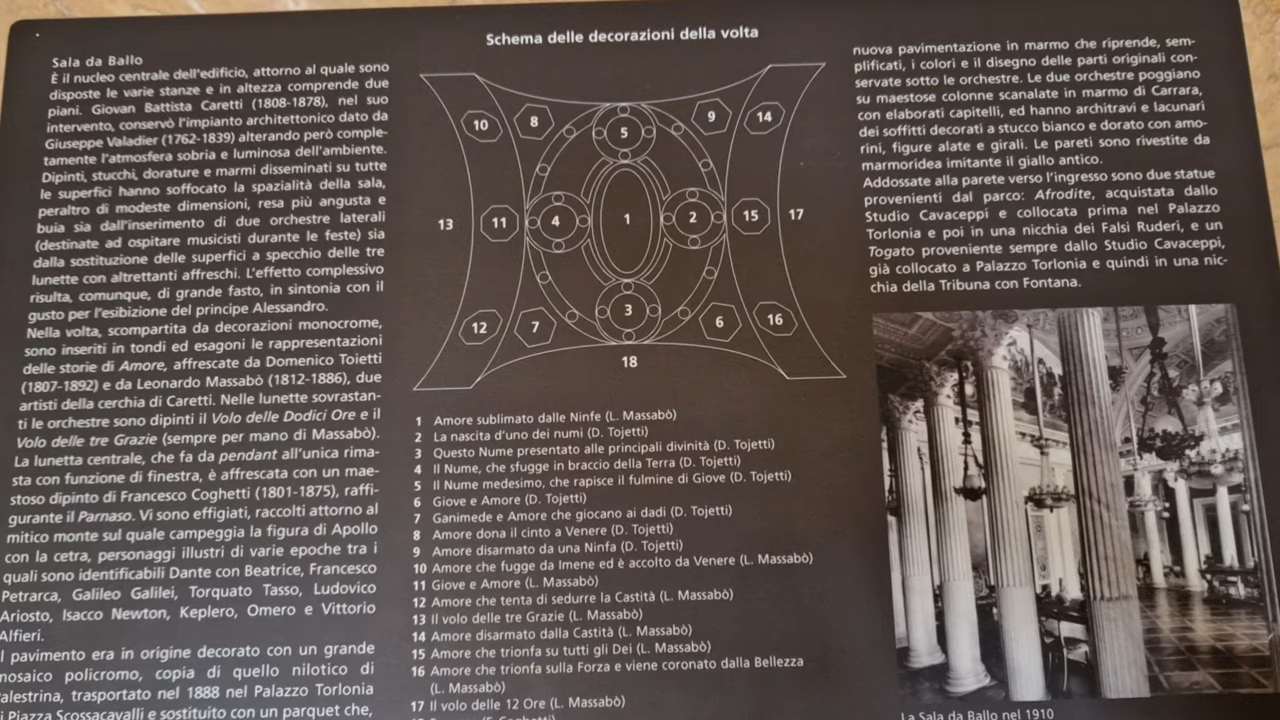 Sala da Ballo
È il nucleo centrale dell'edificio, attorno al quale sono
disposte le varie stanze e in altezza comprende due
piani. Giovan Battista Caretti (1808-1878), nel suo
intervento, conservò l'impianto architettonico dato da
Giuseppe Valadier (1762-1839) alterando però comple-
tamente l'atmosfera sobria e luminosa dell'ambiente.
Dipinti, stucchi, dorature e marmi disseminati su tutte
le superfici hanno soffocato la spazialità della sala,
peraltro di modeste dimensioni, resa più angusta e
buia sia dall'inserimento di due orchestre laterali
(destinate ad ospitare musicisti durante le feste) sia
dalla sostituzione delle superfici a specchio delle tre
lunette con altrettanti affreschi. L'effetto complessivo
risulta, comunque, di grande fasto, in sintonia con il
gusto per l'esibizione del principe Alessandro.
Nella volta, scompartita da decorazioni monocrome,
sono inseriti in tondi ed esagoni le rappresentazioni
delle storie di Amore, affrescate da Domenico Toietti
(1807-1892) e da Leonardo Massabò (1812-1886), due
artisti della cerchia di Caretti. Nelle lunette sovrastan-
ti le orchestre sono dipinti il Volo delle Dodici Ore e il
Volo delle tre Grazie (sempre per mano di Massabò).
La lunetta centrale, che fa da pendant all'unica rima-
sta con funzione di finestra, è affrescata con un mae-
stoso dipinto di Francesco Coghetti (1801-1875), raffi-
gurante il Parnaso. Vi sono effigiati, raccolti attorno al
mitico monte sul quale campeggia la figura di Apollo
con la cetra, personaggi illustri di varie epoche tra i
quali sono identificabili Dante con Beatrice, Francesco
Petrarca, Galileo Galilei, Torquato Tasso, Ludovico
Ariosto, Isacco Newton, Keplero, Omero e Vittorio
Alfieri.
l pavimento era in origine decorato con un grande
mosaico policromo, copia di quello nilotico di
alestrina, trasportato nel 1888 nel Palazzo Torlonia
i Piazza Scossacavalli e sostituito con un parquet che,
Schema delle decorazioni della volta
10 8 5 9 14
13 11 4 1 2 15 17
12 7 3 6 16
18
1 Amore sublimato dalle Ninfe (L. Massabò)
2 La nascita d'uno dei numi (D. Tojetti)
3 Questo Nume presentato alle principali divinità (D. Tojetti)
4 Il Nume, che sfugge in braccio della Terra (D. Tojetti)
5 Il Nume medesimo, che rapisce il fulmine di Giove (D. Tojetti)
6 Giove e Amore (D. Tojetti)
7 Ganimede e Amore che giocano ai dadi (D. Tojetti)
8 Amore dona il cinto a Venere (D. Tojetti)
9 Amore disarmato da una Ninfa (D. Tojetti)
10 Amore che fugge da Imene ed è accolto da Venere (L. Massabò)
11 Giove e Amore (L. Massabò)
12 Amore che tenta di sedurre la Castità (L. Massabò)
13 Il volo delle tre Grazie (L. Massabò)
14 Amore disarmato dalla Castità (L. Massabò)
15 Amore che trionfa su tutti gli Dei (L. Massabò)
16 Amore che trionfa sulla Forza e viene coronato dalla Bellezza
(L. Massabò)
17 Il volo delle 12 Ore (L. Massabò)
nuova pavimentazione in marmo che riprende, sem-
plificati, i colori e il disegno delle parti originali con-
servate sotto le orchestre. Le due orchestre poggiano
su maestose colonne scanalate in marmo di Carrara,
con elaborati capitelli, ed hanno architravi e lacunari
dei soffitti decorati a stucco bianco e dorato con amo-
rini, figure alate e girali. Le pareti sono rivestite da
marmoridea imitante il giallo antico.
Addossate alla parete verso l'ingresso sono due statue
provenienti dal parco: Afrodite, acquistata dallo
Studio Cavaceppi e collocata prima nel Palazzo
Torlonia e poi in una nicchia dei Falsi Ruderi, e un
Togato proveniente sempre dallo Studio Cavaceppi,
già collocato a Palazzo Torlonia e quindi in una nic-
chia della Tribuna con Fontana.
La Sala da Ballo nel 1910